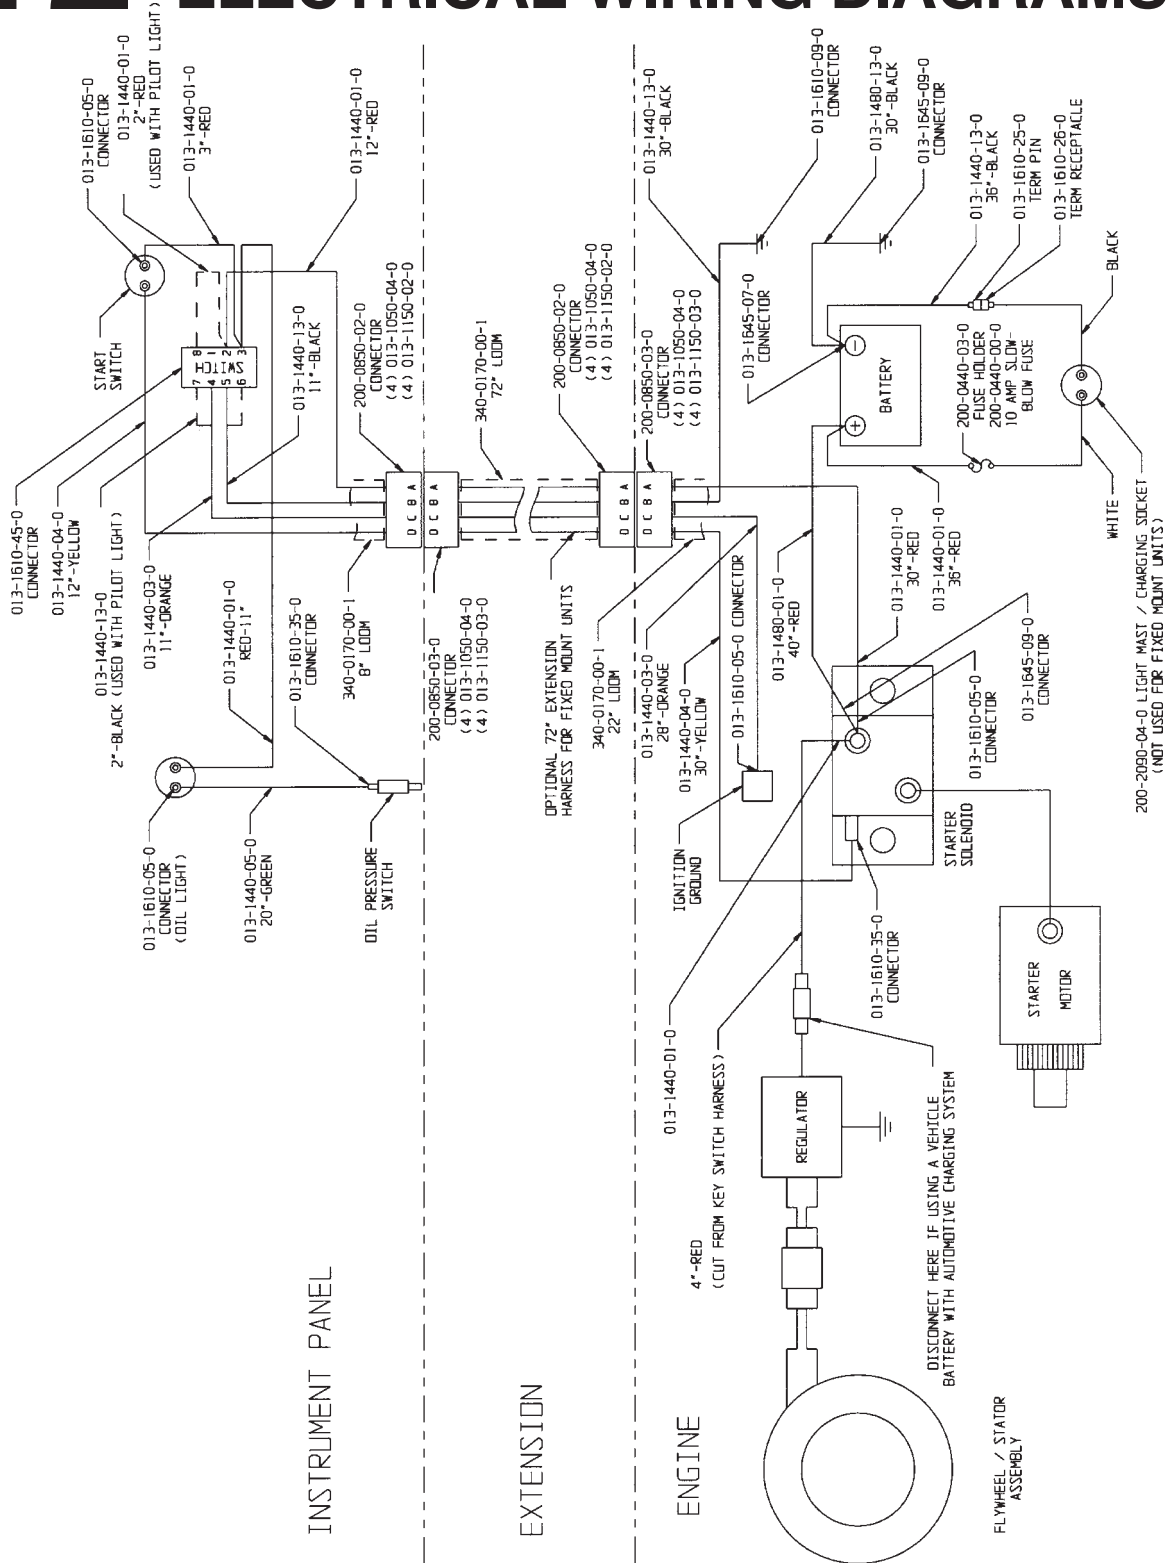 ELECTRICAL WIRING DIAGRAMS
INSTRUMENT PANEL
013-1610-45-0
CONNECTOR
013-1440-04-0
12"-YELLOW
013-1440-13-0
2"-BLACK (USED WITH PILOT LIGHT)
013-1440-03-0
11"-ORANGE
013-1440-01-0
RED-11"
013-1610-35-0
CONNECTOR
340-0170-00-1
8" LOOM
013-1610-05-0
CONNECTOR
(OIL LIGHT)
013-1440-05-0
20"-GREEN
OIL PRESSURE
SWITCH
START
SWITCH
SWITCH
7 8
4 1
5 2
6 3
013-1610-05-0
CONNECTOR
013-1440-01-0
2"-RED
(USED WITH PILOT LIGHT)
013-1440-01-0
3"-RED
013-1440-01-0
12"-RED
013-1440-13-0
11"-BLACK
200-0850-02-0
CONNECTOR
(4) 013-1050-04-0
(4) 013-1150-02-0
D C B A
EXTENSION
D C B A
200-0850-03-0
CONNECTOR
(4) 013-1050-04-0
(4) 013-1150-03-0
340-0170-00-1
72" LOOM
OPTIONAL 72" EXTENSION
HARNESS FOR FIXED MOUNT UNITS
200-0850-02-0
CONNECTOR
(4) 013-1050-04-0
(4) 013-1150-02-0
D C B A
ENGINE
D C B A
200-0850-03-0
CONNECTOR
(4) 013-1050-04-0
(4) 013-1150-03-0
340-0170-00-1
22" LOOM
013-1440-03-0
28"-ORANGE
013-1440-04-0
30"-YELLOW
013-1610-05-0 CONNECTOR
IGNITION
GROUND
013-1440-13-0
30"-BLACK
013-1610-09-0
CONNECTOR
013-1480-13-0
30"-BLACK
013-1645-09-0
CONNECTOR
013-1645-07-0
CONNECTOR
BATTERY
+
-
013-1440-13-0
36"-BLACK
013-1610-25-0
TERM PIN
013-1610-26-0
TERM RECEPTACLE
200-0440-03-0
FUSE HOLDER
200-0440-00-0
10 AMP SLOW-
BLOW FUSE
BLACK
WHITE
200-2090-04-0 LIGHT MAST / CHARGING SOCKET
(NOT USED FOR FIXED MOUNT UNITS)
013-1480-01-0
40"-RED
013-1440-01-0
30"-RED
013-1440-01-0
36"-RED
013-1645-09-0
CONNECTOR
013-1610-05-0
CONNECTOR
STARTER
SOLENOID
013-1610-35-0
CONNECTOR
STARTER
MOTOR
013-1440-01-0
4"-RED
(CUT FROM KEY SWITCH HARNESS)
REGULATOR
DISCONNECT HERE IF USING A VEHICLE
BATTERY WITH AUTOMOTIVE CHARGING SYSTEM
FLYWHEEL / STATOR
ASSEMBLY